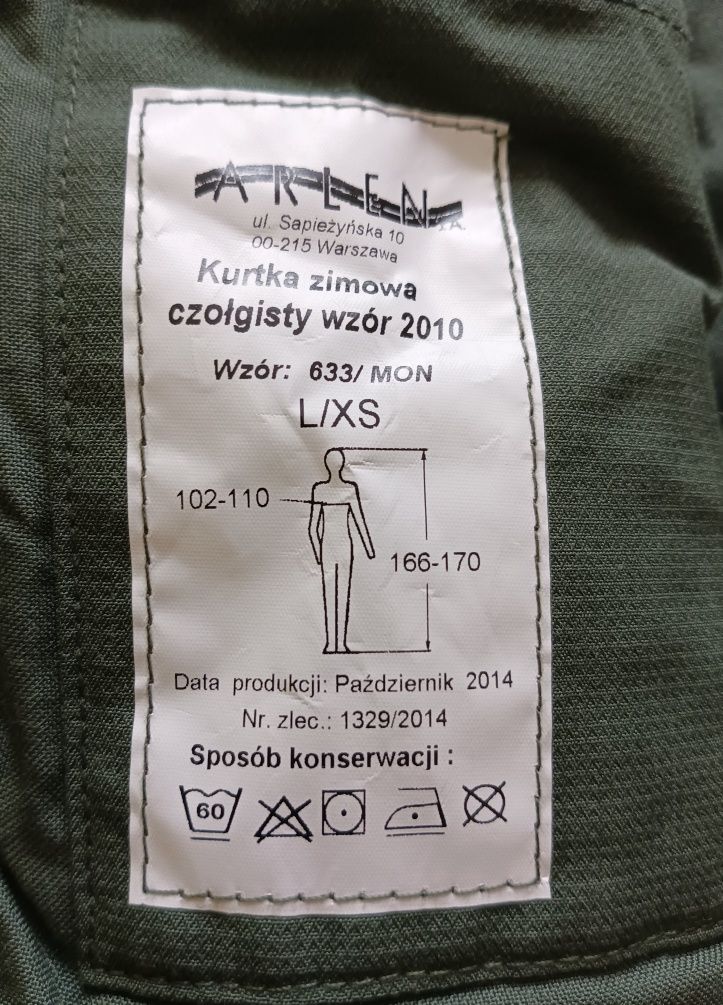 ARLEN S.A.
ul. Sapieżyńska 10
00-215 Warszawa
Kurtka zimowa
czołgisty wzór 2010
Wzór: 633/ MON
L/XS
102-110
166-170
Data produkcji: Październik 2014
Nr. zlec.: 1329/2014
Sposób konserwacji :
60